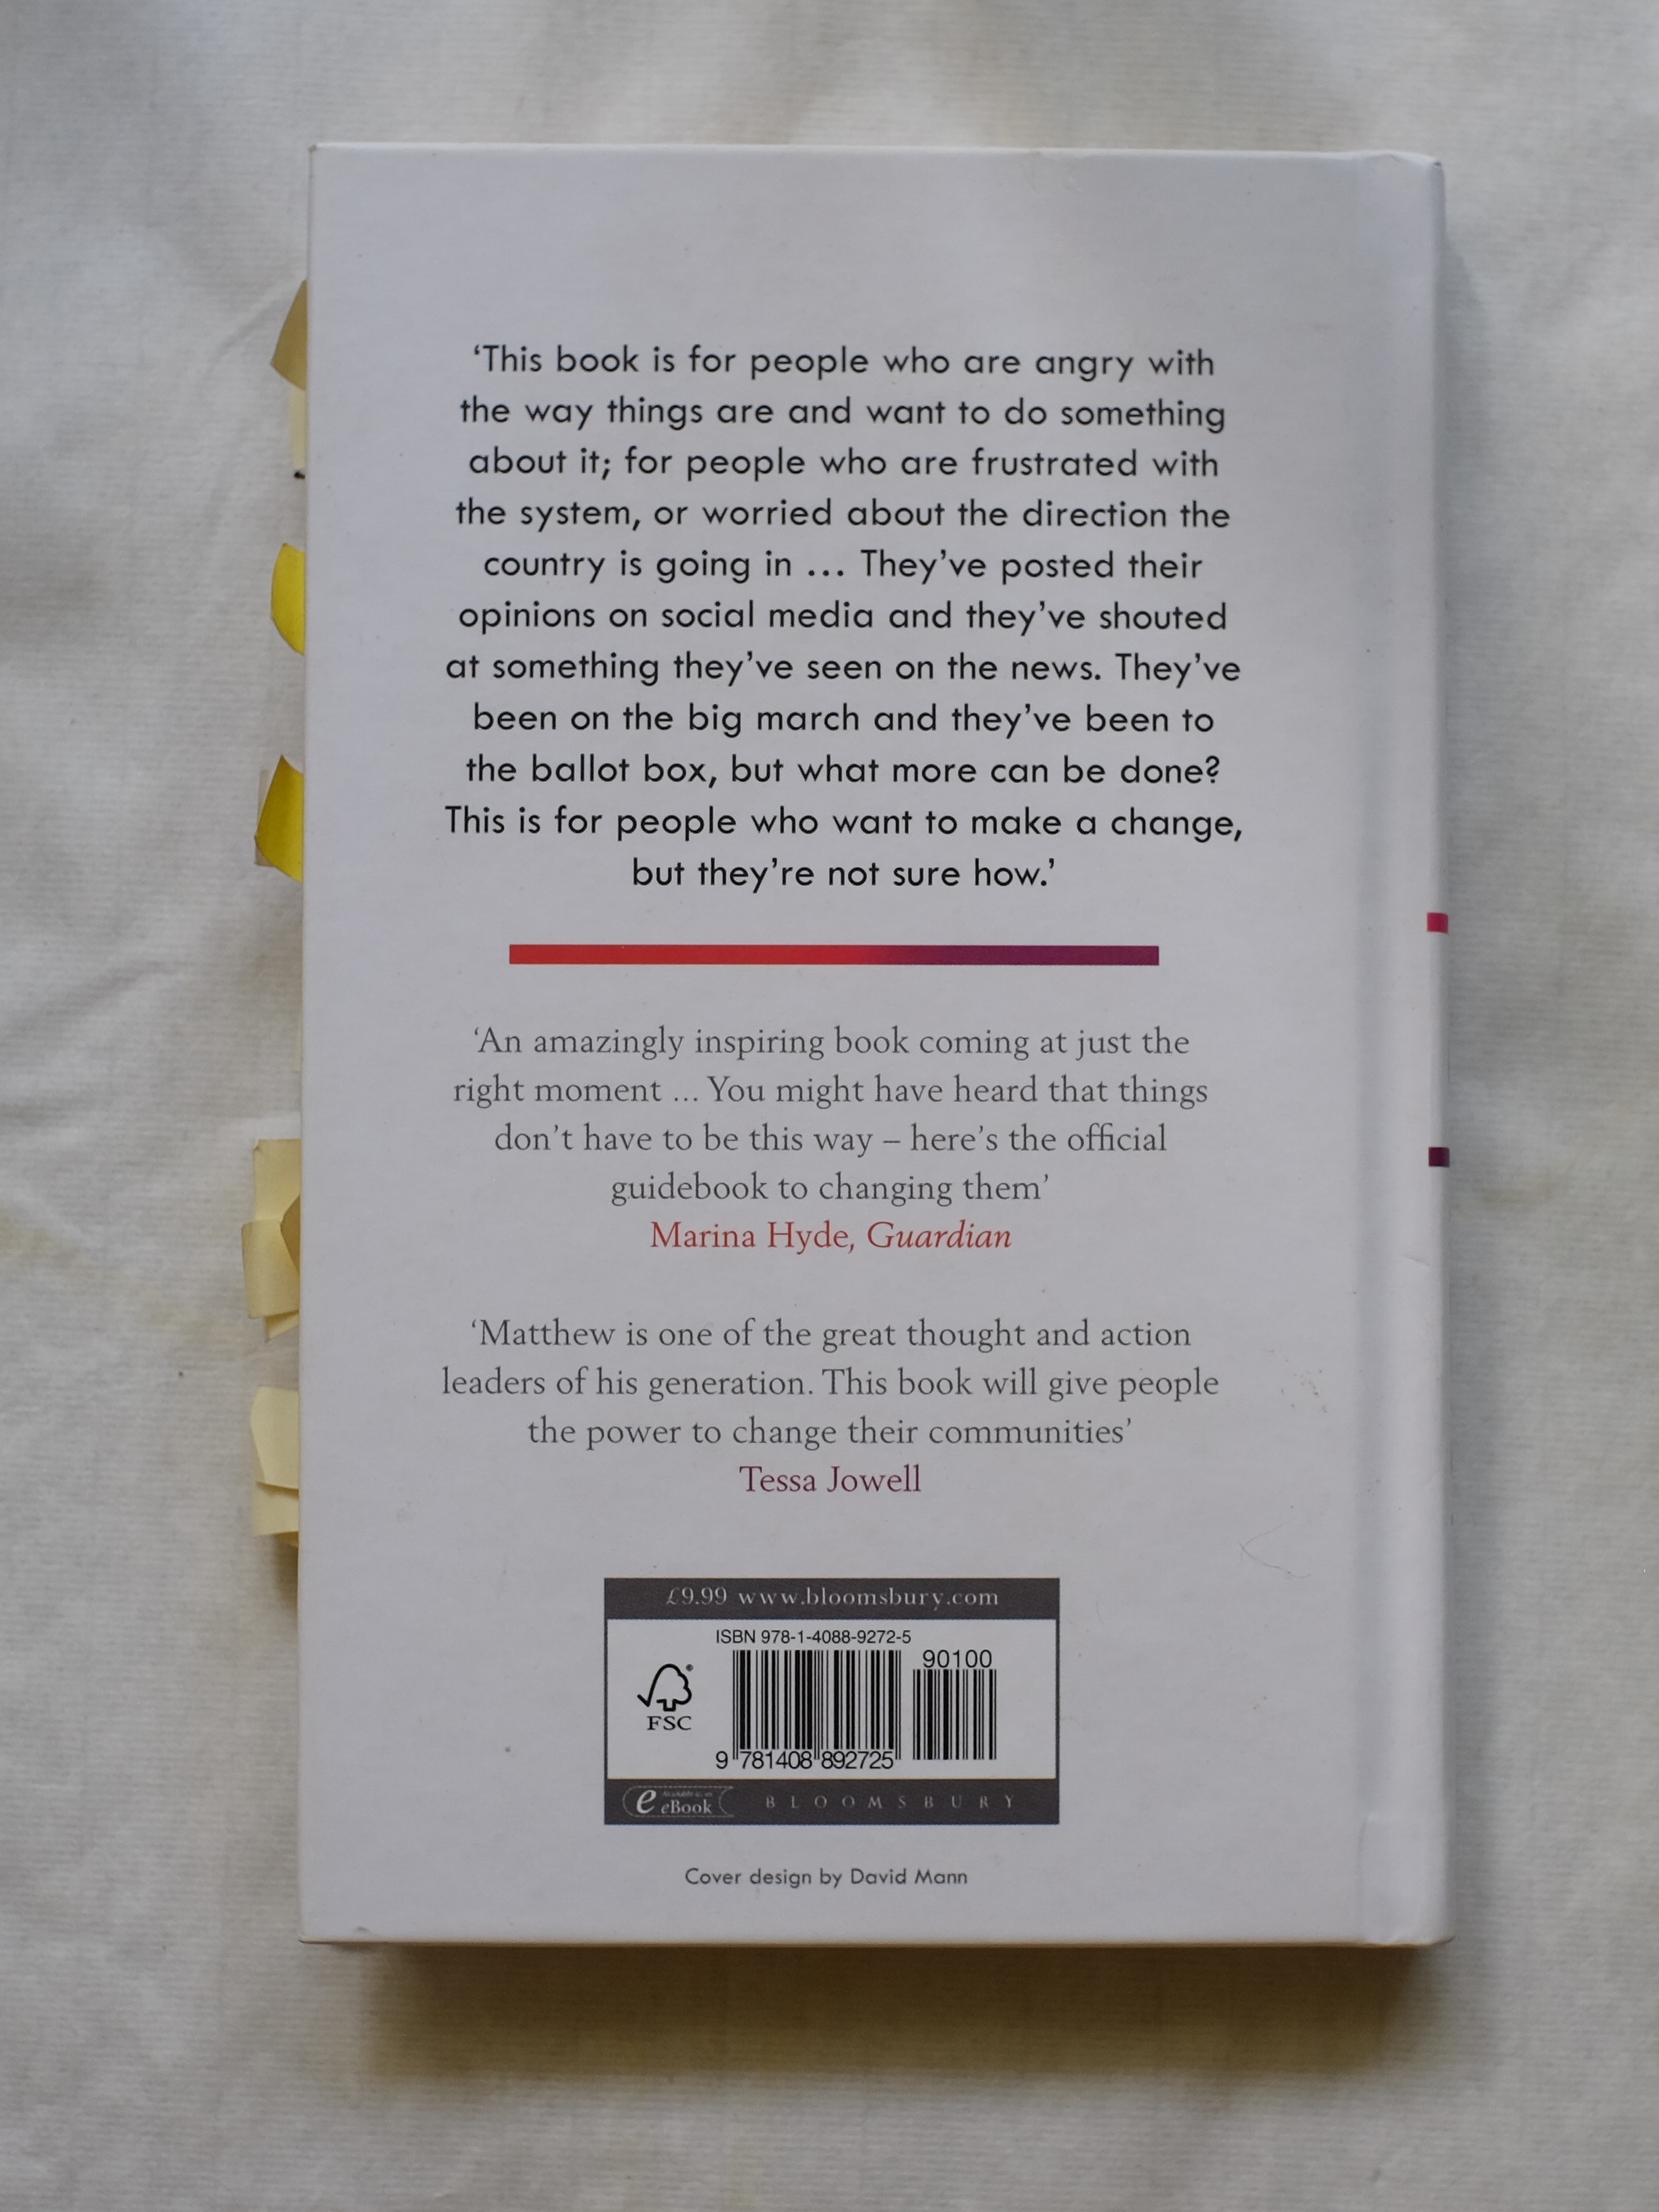 ‘This book is for people who are angry with
the way things are and want to do something
about it; for people who are frustrated with
the system, or worried about the direction the
country is going in ... They’ve posted their
opinions on social media and they’ve shouted
at something they’ve seen on the news. They’ve
been on the big march and they’ve been to
the ballot box, but what more can be done?
This is for people who want to make a change,
but they’re not sure how.’
‘An amazingly inspiring book coming at just the
right moment ... You might have heard that things
don’t have to be this way – here’s the official
guidebook to changing them’
Marina Hyde, Guardian
‘Matthew is one of the great thought and action
leaders of his generation. This book will give people
the power to change their communities’
Tessa Jowell
£9.99 www.bloomsbury.com
ISBN 978-1-4088-9272-5
90100
FSC
9 781408 892725
e eBook
BLOOMSBURY
Cover design by David Mann